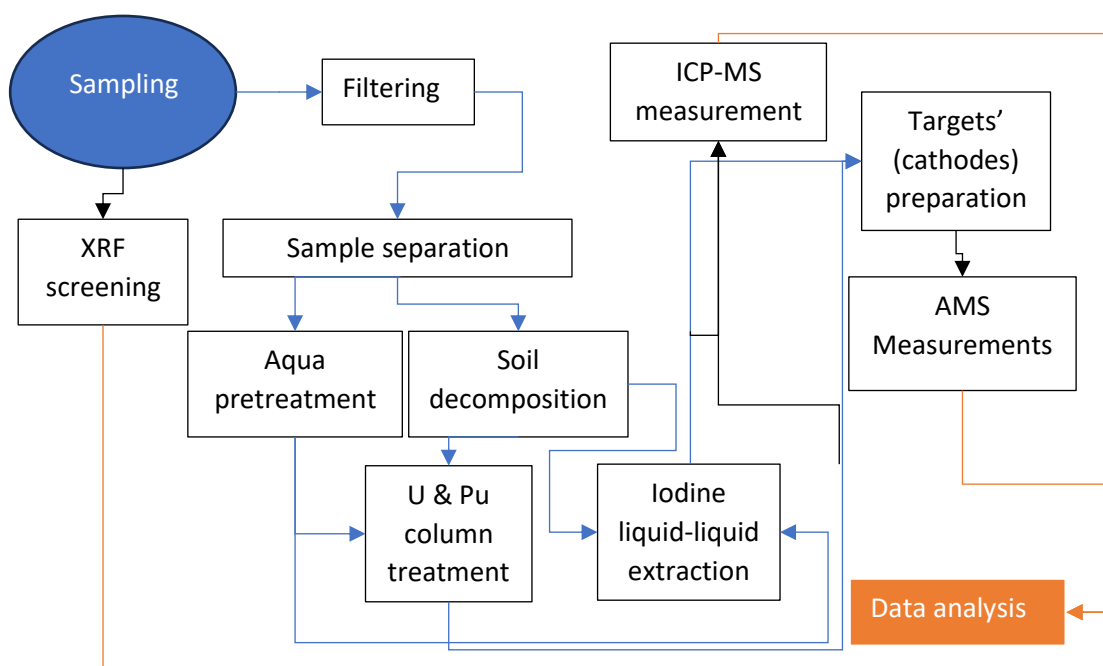 Sampling
Filtering
ICP-MS
measurement
Targets’
(cathodes)
preparation
XRF
screening
Sample separation
AMS
Measurements
Aqua
pretreatment
Soil
decomposition
U & Pu
column
treatment
Iodine
liquid-liquid
extraction
Data analysis